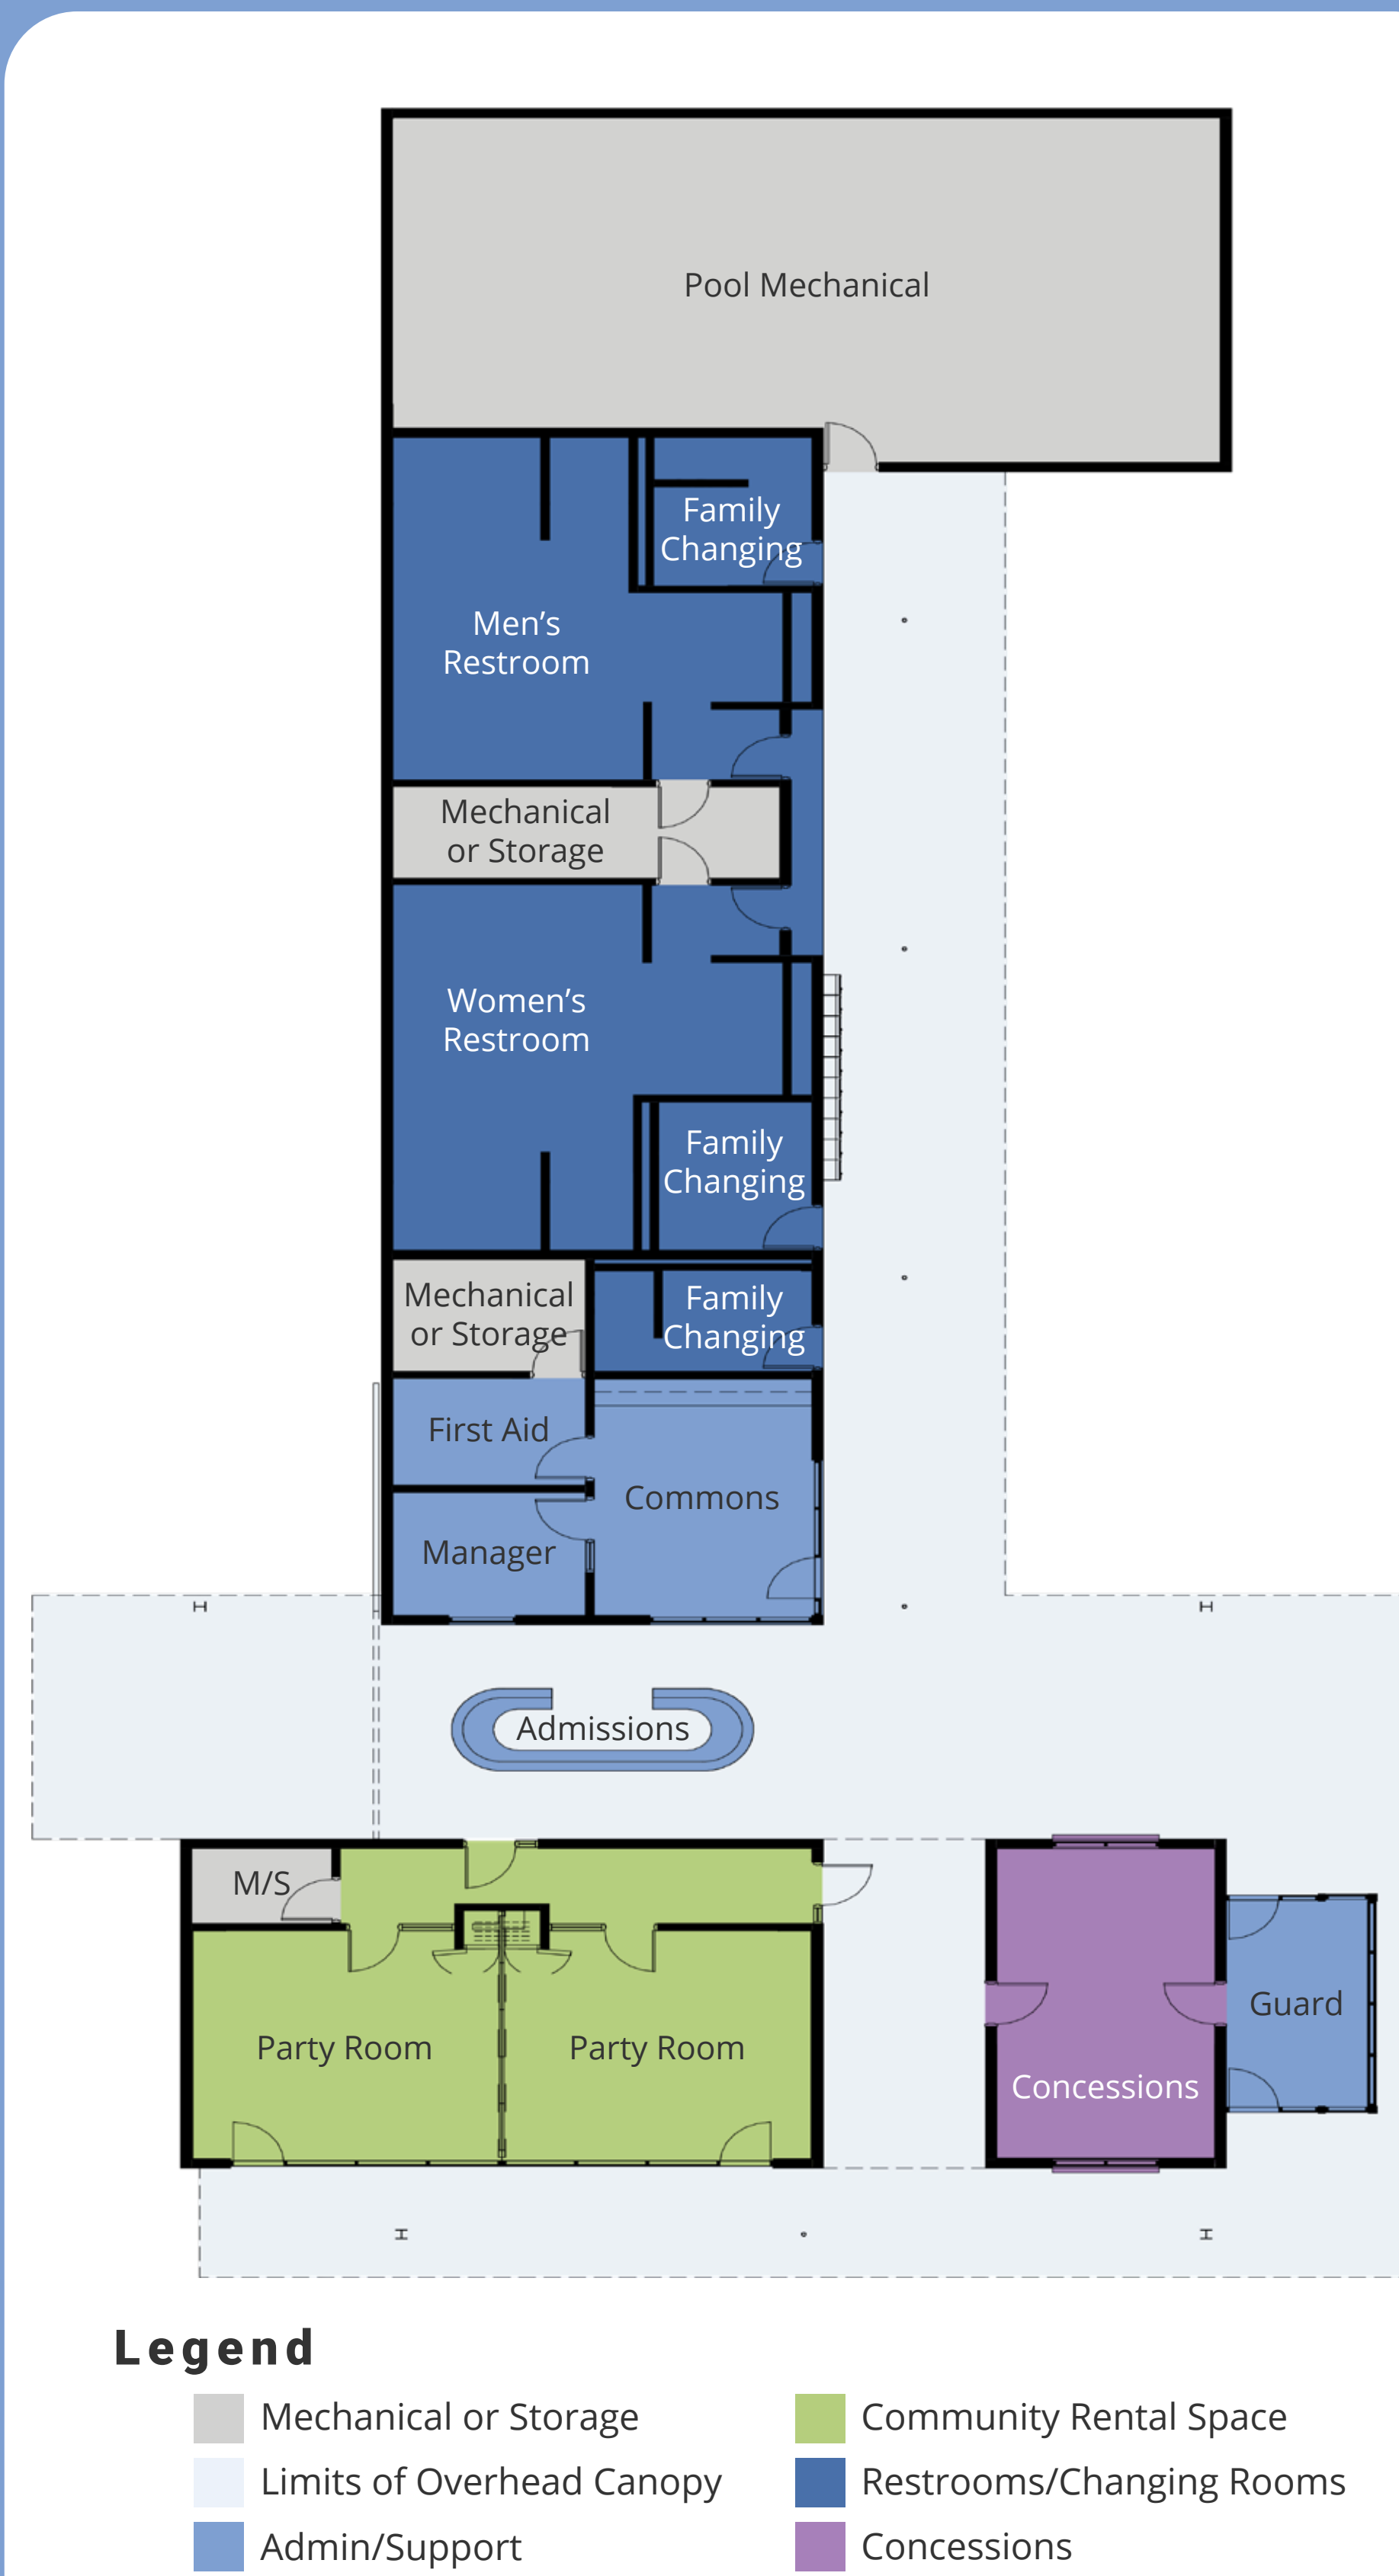 Pool Mechanical
Family
Changing
Men’s
Restroom
Mechanical
or Storage
Women’s
Restroom
Family
Changing
Mechanical
or Storage
Family
Changing
First Aid
Commons
Manager
Admissions
M/S
Party Room
Party Room
Guard
Concessions
Legend
Mechanical or Storage
Limits of Overhead Canopy
Admin/Support
Community Rental Space
Restrooms/Changing Rooms
Concessions